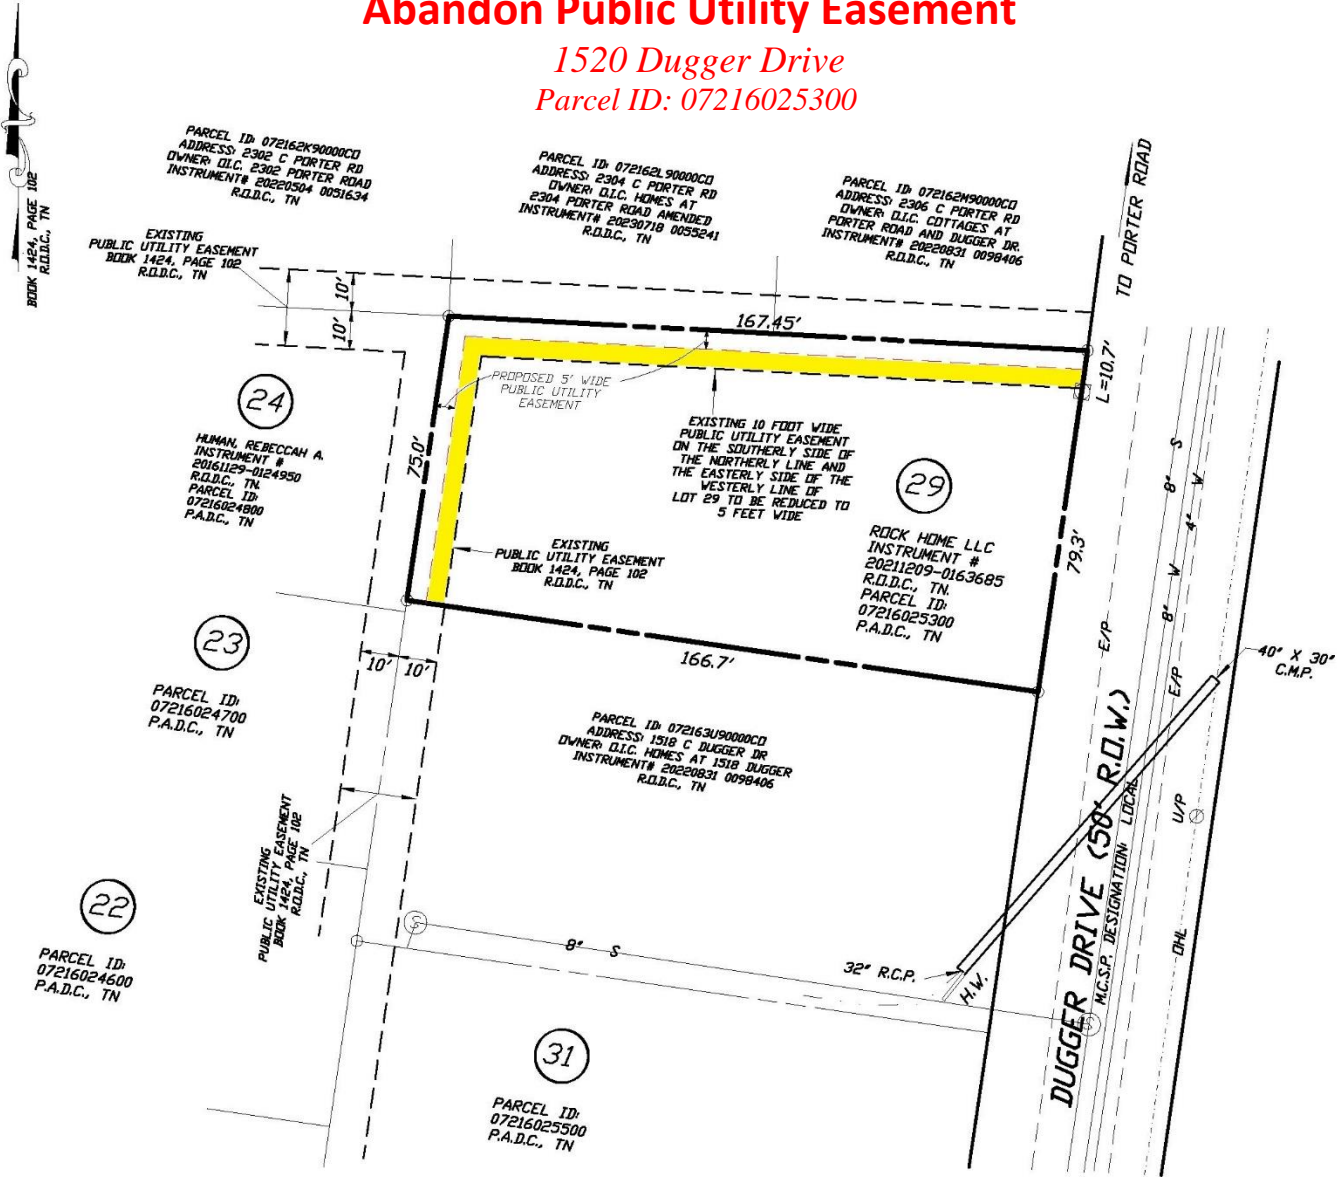 Abandon Public Utility Easement
1520 Dugger Drive
Parcel ID: 07216025300
BOOK 1424, PAGE 102
R.O.D.C., TN
PARCEL ID: 072162K90000CO
ADDRESS: 2302 C PORTER RD
OWNER: O.I.C. 2302 PORTER ROAD
INSTRUMENT# 20220504 0051634
R.O.D.C., TN
PARCEL ID: 072162L90000CO
ADDRESS: 2304 C PORTER RD
OWNER: O.I.C. HOMES AT
2304 PORTER ROAD AMENDED
INSTRUMENT# 20230718 0055241
R.O.D.C., TN
PARCEL ID: 072162M90000CO
ADDRESS: 2306 C PORTER RD
OWNER: O.I.C. COTTAGES AT
PORTER ROAD AND DUGGER DR.
INSTRUMENT# 20220831 0098406
R.O.D.C., TN
TO PORTER ROAD
EXISTING
PUBLIC UTILITY EASEMENT
BOOK 1424, PAGE 102
R.O.D.C., TN
10'
10'
167.45'
L=10.7'
75.0'
PROPOSED 5' WIDE
PUBLIC UTILITY
EASEMENT
24
HUMAN, REBECCAH A.
INSTRUMENT #
20161129-0124950
R.O.D.C., TN.
PARCEL ID:
07216024800
P.A.D.C., TN
EXISTING 10 FOOT WIDE
PUBLIC UTILITY EASEMENT
ON THE SOUTHERLY SIDE OF
THE NORTHERLY LINE AND
THE EASTERLY SIDE OF THE
WESTERLY LINE OF
LOT 29 TO BE REDUCED TO
5 FEET WIDE
29
ROCK HOME LLC
INSTRUMENT #
20211209-0163685
R.O.D.C., TN.
PARCEL ID:
07216025300
P.A.D.C., TN
79.3'
EXISTING
PUBLIC UTILITY EASEMENT
BOOK 1424, PAGE 102
R.O.D.C., TN
166.7'
8" S
4" W
8" W
E/P
E/P
40" X 30"
C.M.P.
23
PARCEL ID:
07216024700
P.A.D.C., TN
10'
10'
PARCEL ID: 072163U90000CO
ADDRESS: 1518 C DUGGER DR
OWNER: O.I.C. HOMES AT 1518 DUGGER
INSTRUMENT# 20220831 0098406
R.O.D.C., TN
EXISTING
PUBLIC UTILITY EASEMENT
BOOK 1424, PAGE 102
R.O.D.C., TN
22
PARCEL ID:
07216024600
P.A.D.C., TN
S
8" S
32" R.C.P.
H.W.
DUGGER DRIVE (50' R.O.W.)
M.C.S.P. DESIGNATION: LOCAL
U/P
OHL
S
31
PARCEL ID:
07216025500
P.A.D.C., TN